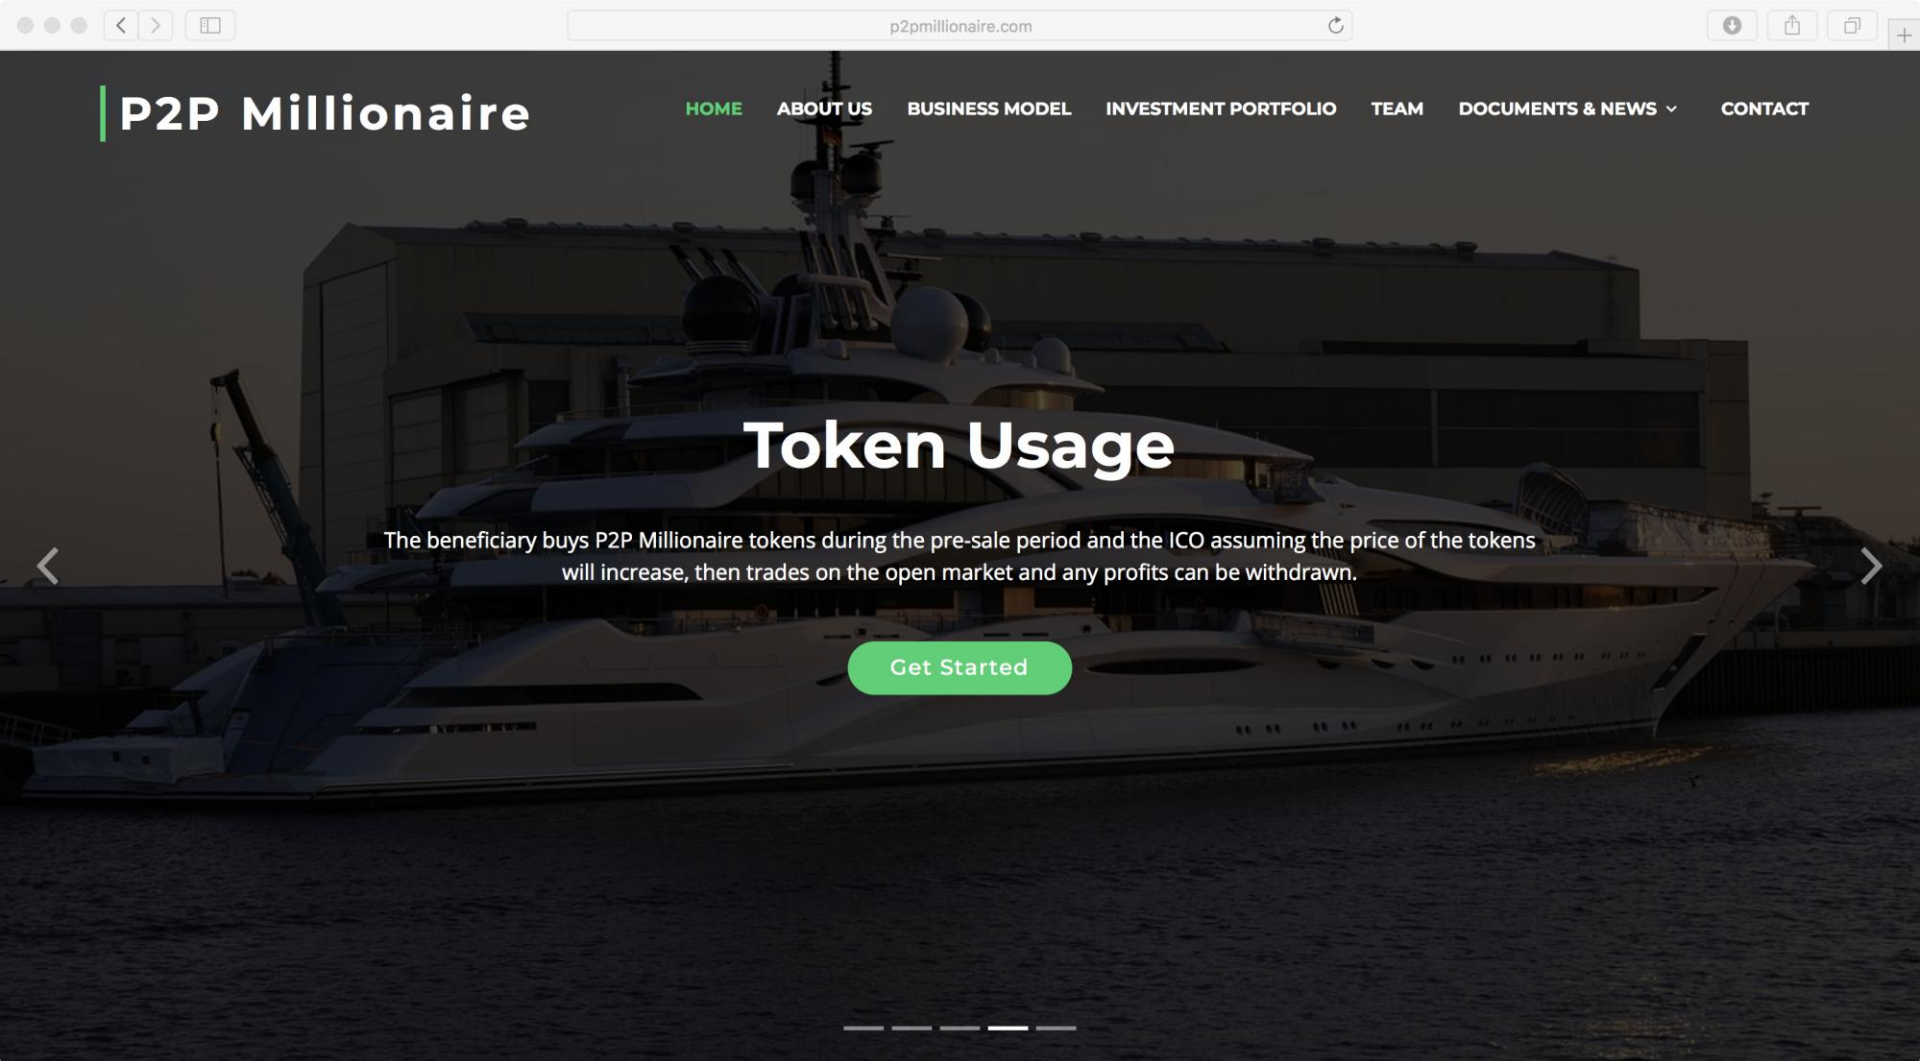 p2pmillionaire.com
P2P Millionaire
HOME
ABOUT US
BUSINESS MODEL
INVESTMENT PORTFOLIO
TEAM
DOCUMENTS & NEWS
CONTACT
Token Usage
The beneficiary buys P2P Millionaire tokens during the pre-sale period and the ICO assuming the price of the tokens
will increase, then trades on the open market and any profits can be withdrawn.
Get Started